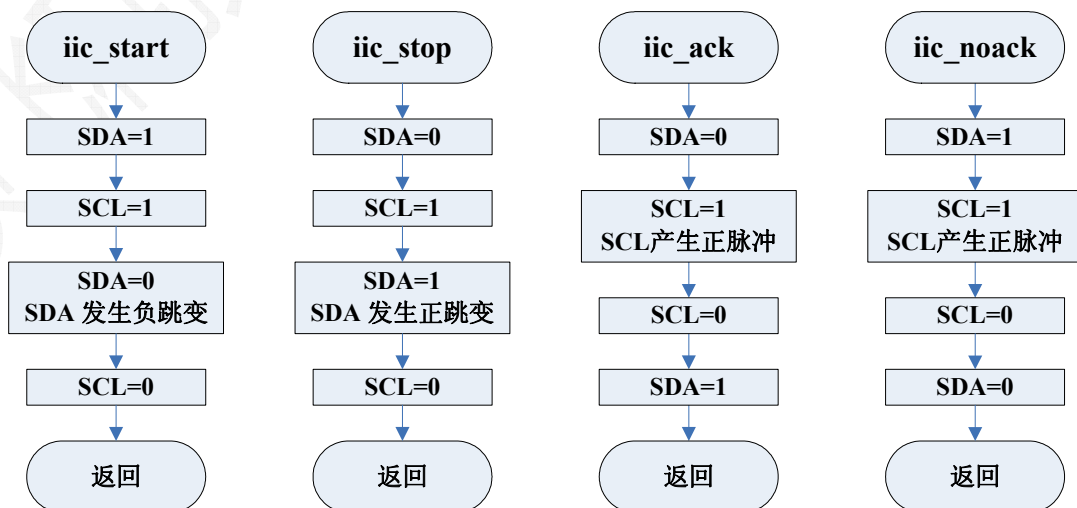 iic_start
SDA=1
SCL=1
SDA=0
SDA 发生负跳变
SCL=0
返回
iic_stop
SDA=0
SCL=1
SDA=1
SDA 发生正跳变
SCL=0
返回
iic_ack
SDA=0
SCL=1
SCL产生正脉冲
SCL=0
SDA=1
返回
iic_noack
SDA=1
SCL=1
SCL产生正脉冲
SCL=0
SDA=0
返回